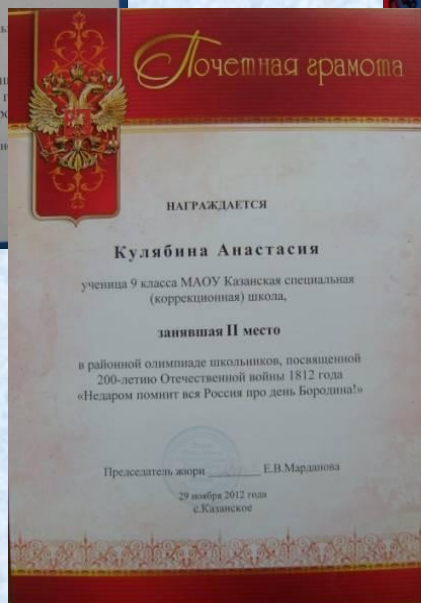 Почетная грамота
НАГРАЖДАЕТСЯ
Кулябина Анастасия
ученица 9 класса МАОУ Казанская специальная
(коррекционная) школа,
занявшая II место
в районной олимпиаде школьников, посвященной
200-летию Отечественной войны 1812 года
«Недаром помнит вся Россия про день Бородина!»
Председатель жюри Е.В.Марданова
29 ноября 2012 года
с.Казанское